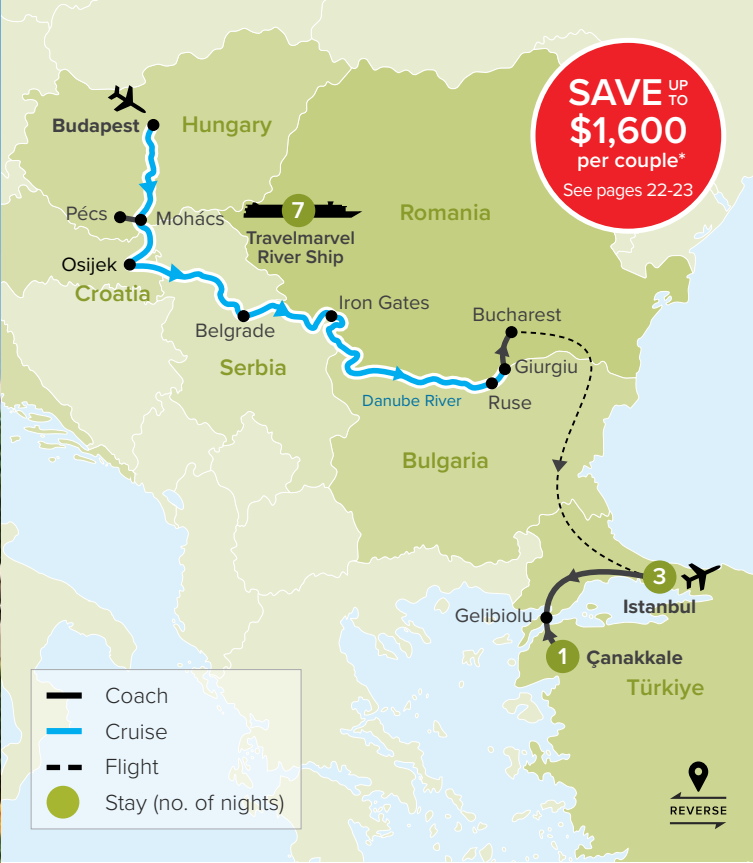 SAVE UP TO
$1,600
per couple*
See pages 22-23
Budapest
Hungary
Pécs
Mohács
7
Travelmarvel
River Ship
Romania
Osijek
Croatia
Iron Gates
Belgrade
Bucharest
Serbia
Giurgiu
Danube River
Ruse
Bulgaria
3
Istanbul
Gelibiolu
1
Çanakkale
Türkiye
Coach
Cruise
Flight
Stay (no. of nights)
REVERSE